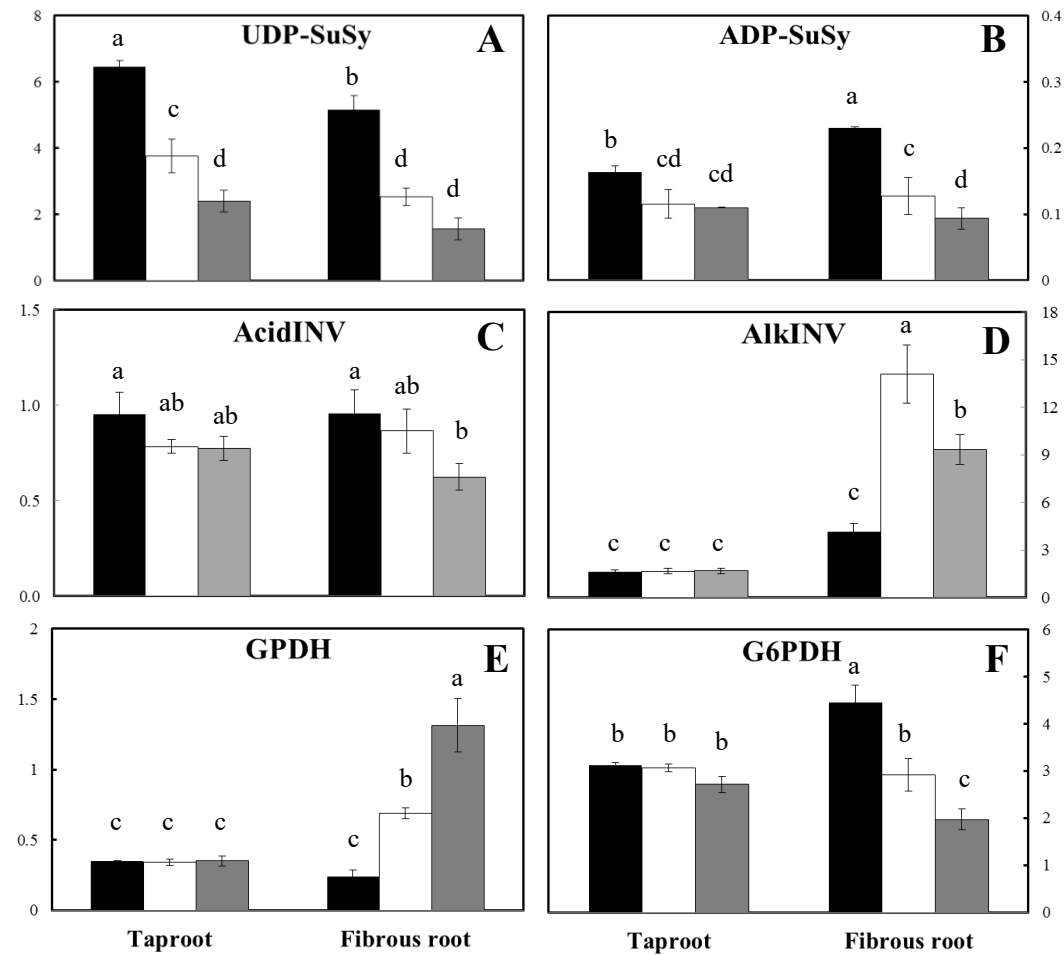 UDP-SuSy A
8
6
4
2
0
a
c
d
b
d
d
ADP-SuSy B
0.4
0.3
0.2
0.1
0
b
cd
cd
a
c
d
AcidINV C
1.5
1.0
0.5
0.0
a
ab
ab
a
ab
b
AlkINV D
18
15
12
9
6
3
0
c
c
c
c
a
b
GPDH E
2
1.5
1
0.5
0
c
c
c
c
b
a
Taproot Fibrous root
G6PDH F
6
5
4
3
2
1
0
b
b
b
a
b
c
Taproot Fibrous root